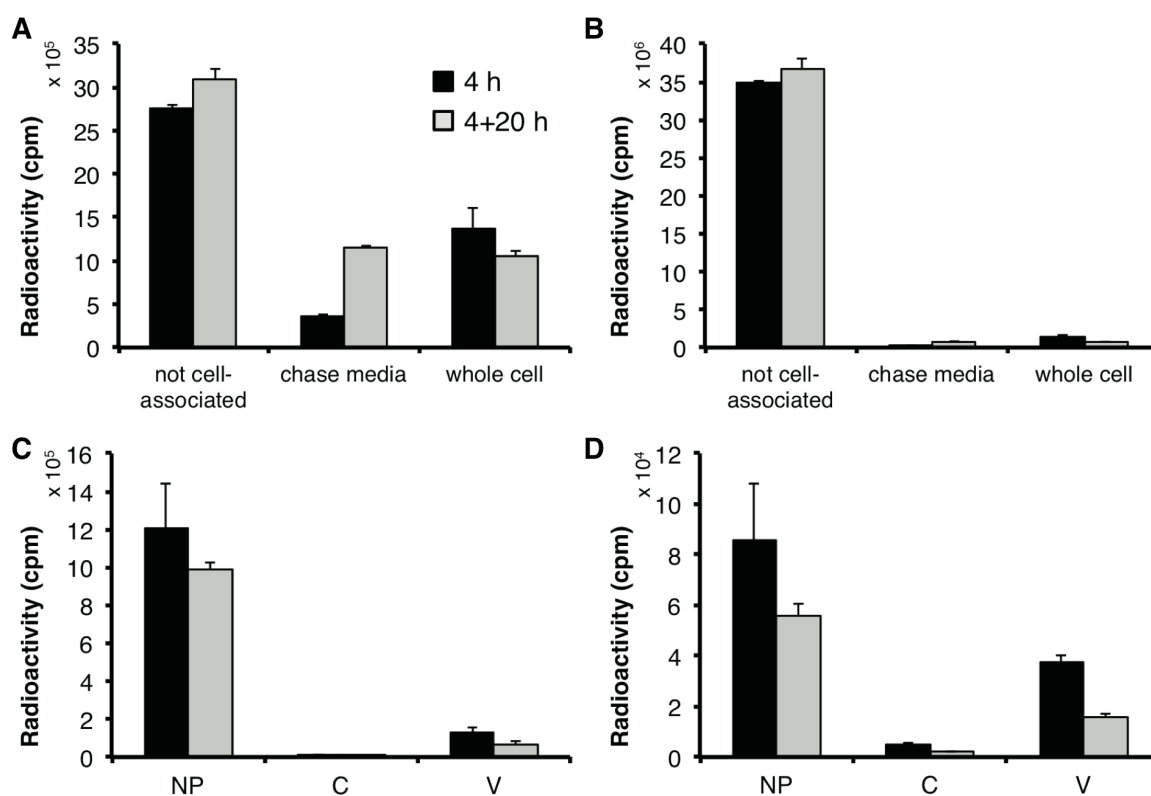 A
x 10⁵
Radioactivity (cpm)
35
30
25
20
15
10
5
0
4 h
4+20 h
not cell-
associated
chase media
whole cell
B
x 10⁶
Radioactivity (cpm)
40
35
30
25
20
15
10
5
0
not cell-
associated
chase media
whole cell
C
x 10⁵
Radioactivity (cpm)
16
14
12
10
8
6
4
2
0
NP
C
V
D
x 10⁴
Radioactivity (cpm)
12
10
8
6
4
2
0
NP
C
V